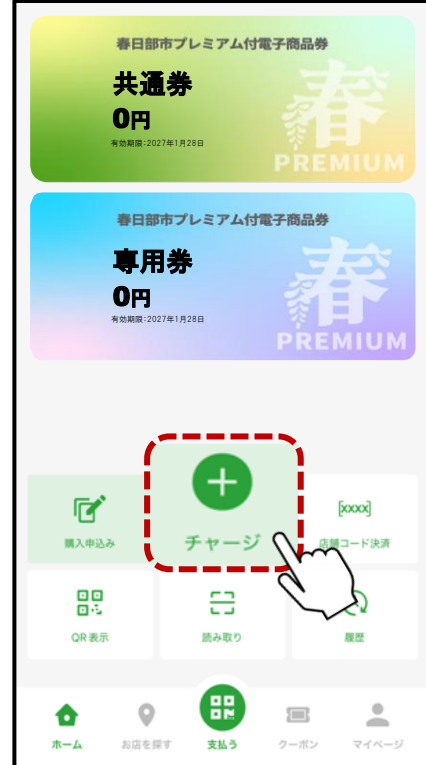 春日部市プレミアム付電子商品券
共通券
0円
有効期限:2027年1月28日
春
PREMIUM
春日部市プレミアム付電子商品券
専用券
0円
有効期限:2027年1月28日
春
PREMIUM
購入申込み
チャージ
[xxxx]
店舗コード決済
QR表示
読み取り
履歴
ホーム
お店を探す
支払う
クーポン
マイページ